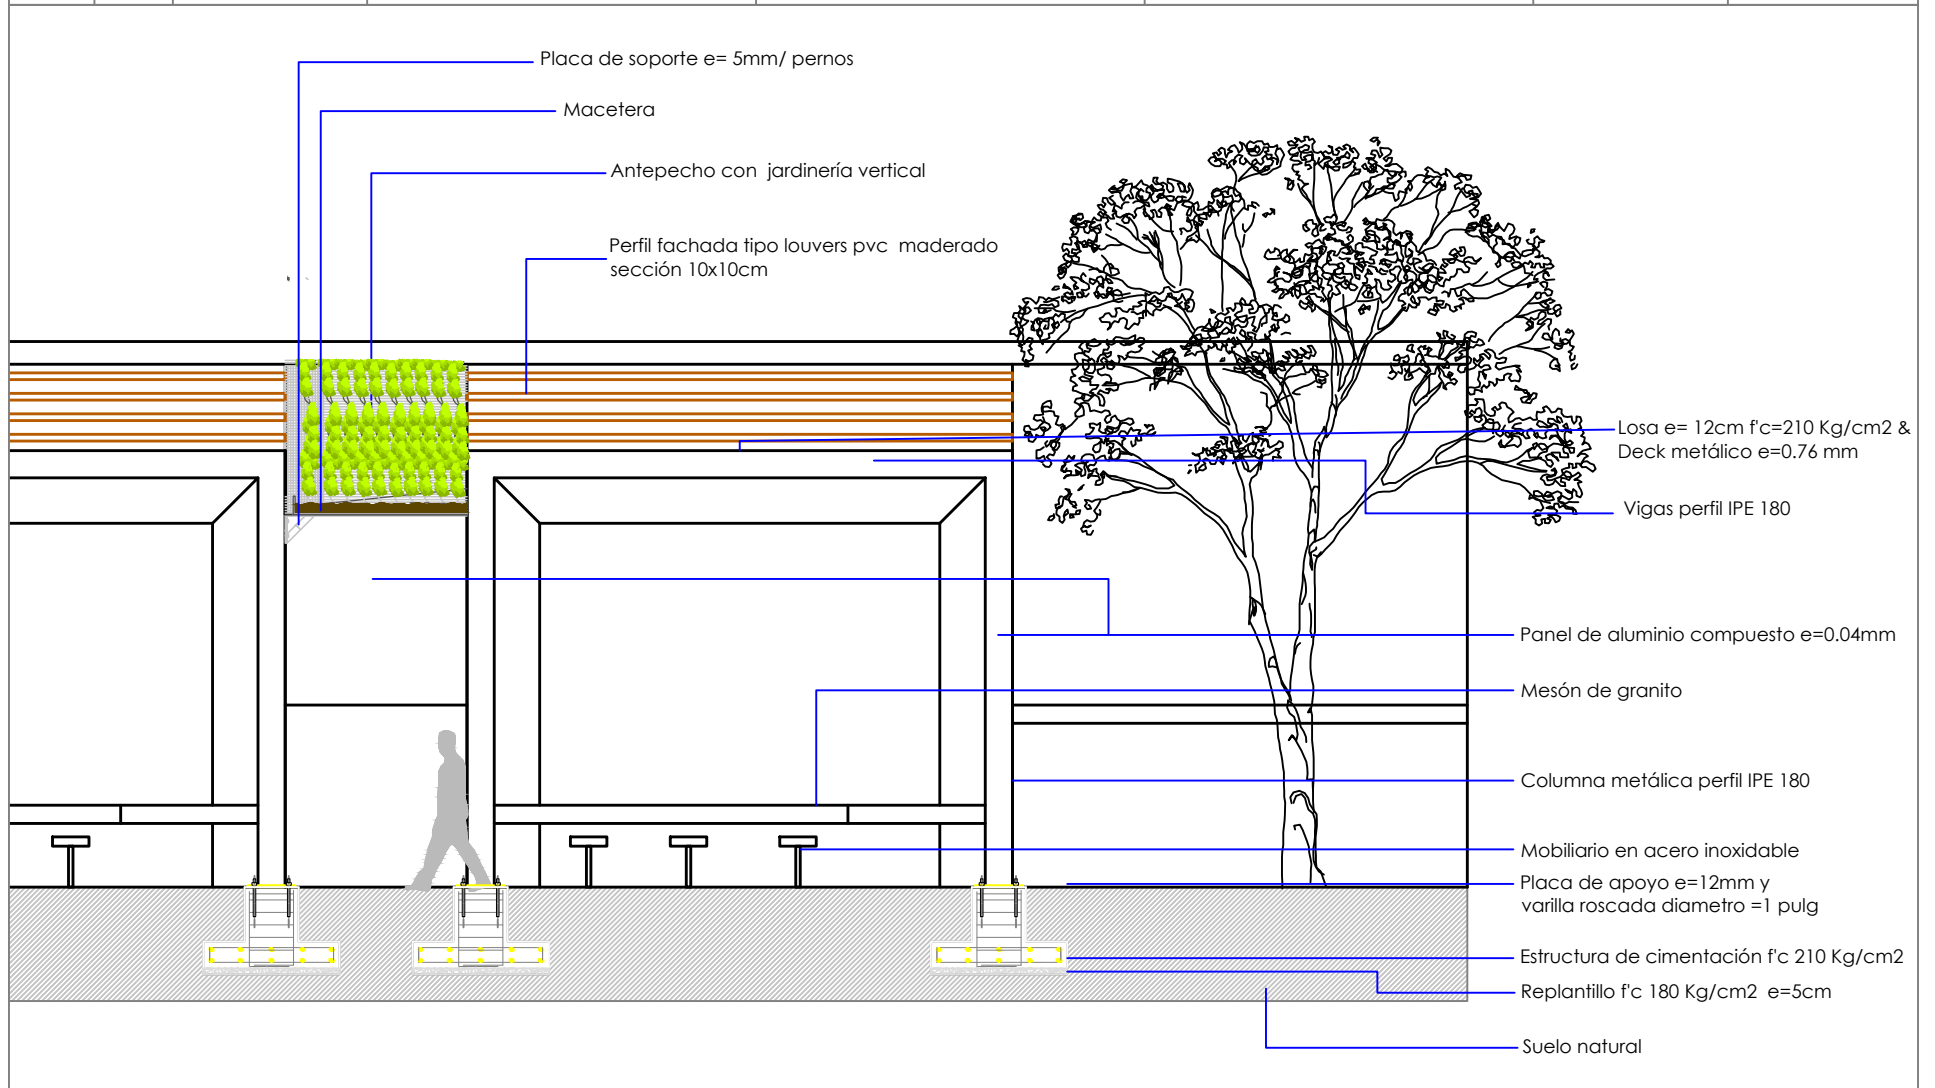 Placa de soporte e= 5mm/ pernos
Macetera
Antepecho con  jardinería vertical
Perfil fachada tipo louvers pvc  maderado
sección 10x10cm
Losa e= 12cm f'c=210 Kg/cm2 &
Deck metálico e=0.76 mm
Vigas perfil IPE 180
Panel de aluminio compuesto e=0.04mm
Mesón de granito
Columna metálica perfil IPE 180
Mobiliario en acero inoxidable
Placa de apoyo e=12mm y
varilla roscada diametro =1 pulg
Estructura de cimentación f'c 210 Kg/cm2
Replantillo f'c 180 Kg/cm2  e=5cm
Suelo natural